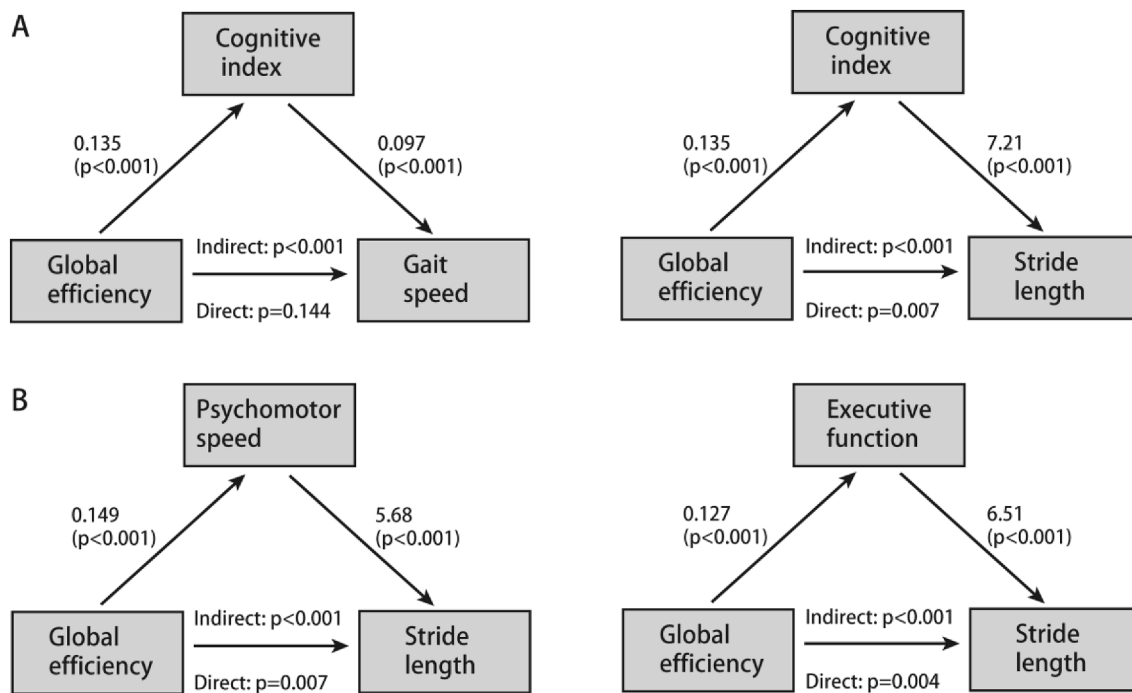 A
Cognitive
index
0.135
(p<0.001)
0.097
(p<0.001)
Global
efficiency
Indirect: p<0.001
Direct: p=0.144
Gait
speed
Cognitive
index
0.135
(p<0.001)
7.21
(p<0.001)
Global
efficiency
Indirect: p<0.001
Direct: p=0.007
Stride
length
B
Psychomotor
speed
0.149
(p<0.001)
5.68
(p<0.001)
Global
efficiency
Indirect: p<0.001
Direct: p=0.007
Stride
length
Executive
function
0.127
(p<0.001)
6.51
(p<0.001)
Global
efficiency
Indirect: p<0.001
Direct: p=0.004
Stride
length